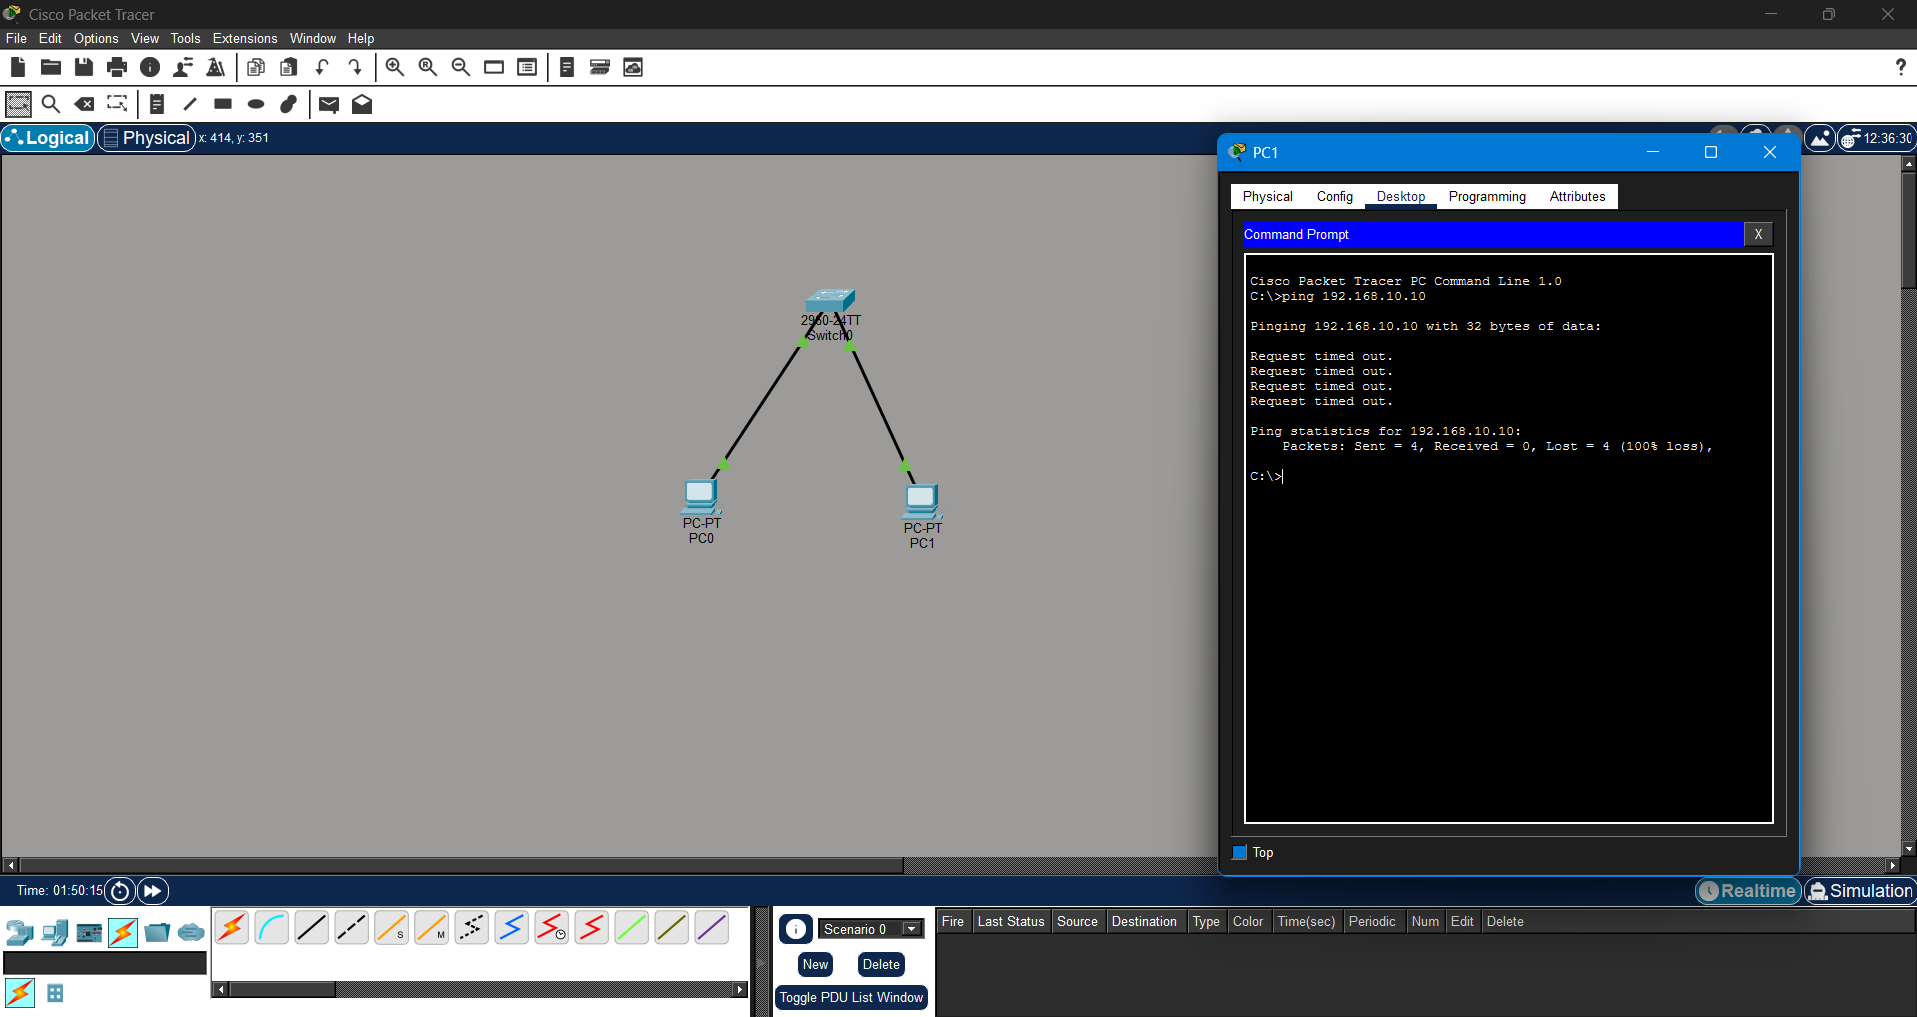 Cisco Packet Tracer
File Edit Options View Tools Extensions Window Help
?
Logical Physical x: 414, y: 351
12:36:30
PC1
Physical Config Desktop Programming Attributes
Command Prompt X
Cisco Packet Tracer PC Command Line 1.0
C:\>ping 192.168.10.10
Pinging 192.168.10.10 with 32 bytes of data:
Request timed out.
Request timed out.
Request timed out.
Request timed out.
Ping statistics for 192.168.10.10:
Packets: Sent = 4, Received = 0, Lost = 4 (100% loss),
C:\>
Top
2960-24TT
Switch0
PC-PT
PC0
PC-PT
PC1
Time: 01:50:15
Realtime Simulation
S M
Scenario 0
New Delete
Toggle PDU List Window
Fire Last Status Source Destination Type Color Time(sec) Periodic Num Edit Delete